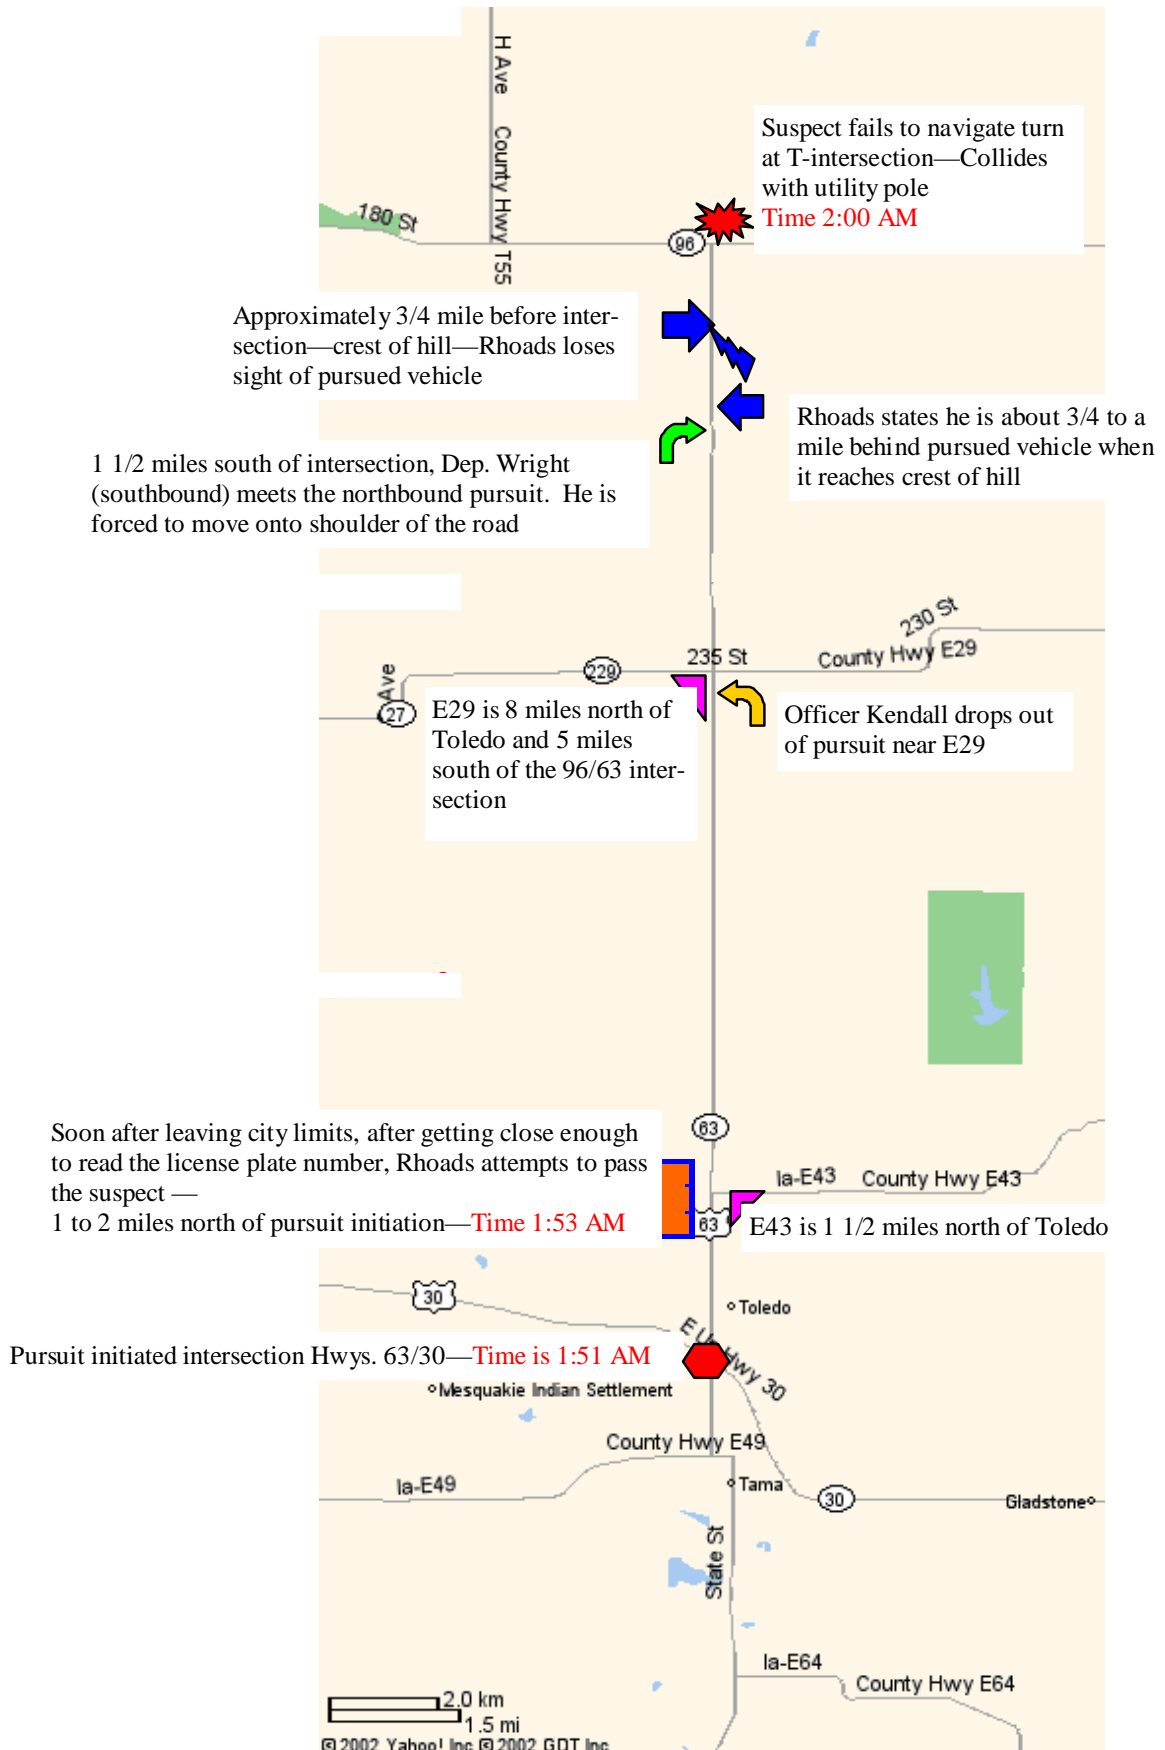 H Ave
County Hwy T55
Suspect fails to navigate turn
at T-intersection—Collides
with utility pole
Time 2:00 AM
180 St
96
Approximately 3/4 mile before inter-
section—crest of hill—Rhoads loses
sight of pursued vehicle
Rhoads states he is about 3/4 to a
mile behind pursued vehicle when
it reaches crest of hill
1 1/2 miles south of intersection, Dep. Wright
(southbound) meets the northbound pursuit.  He is
forced to move onto shoulder of the road
230 St
235 St
County Hwy E29
229
Ave
27
E29 is 8 miles north of
Toledo and 5 miles
south of the 96/63 inter-
section
Officer Kendall drops out
of pursuit near E29
63
Soon after leaving city limits, after getting close enough
to read the license plate number, Rhoads attempts to pass
the suspect —
1 to 2 miles north of pursuit initiation—Time 1:53 AM
Ia-E43
County Hwy E43
63
E43 is 1 1/2 miles north of Toledo
30
Toledo
E US Hwy 30
Pursuit initiated intersection Hwys. 63/30—Time is 1:51 AM
Mesquakie Indian Settlement
County Hwy E49
Ia-E49
Tama
30
Gladstone
State St
Ia-E64
County Hwy E64
2.0 km
1.5 mi
© 2002 Yahoo! Inc © 2002 GDT Inc